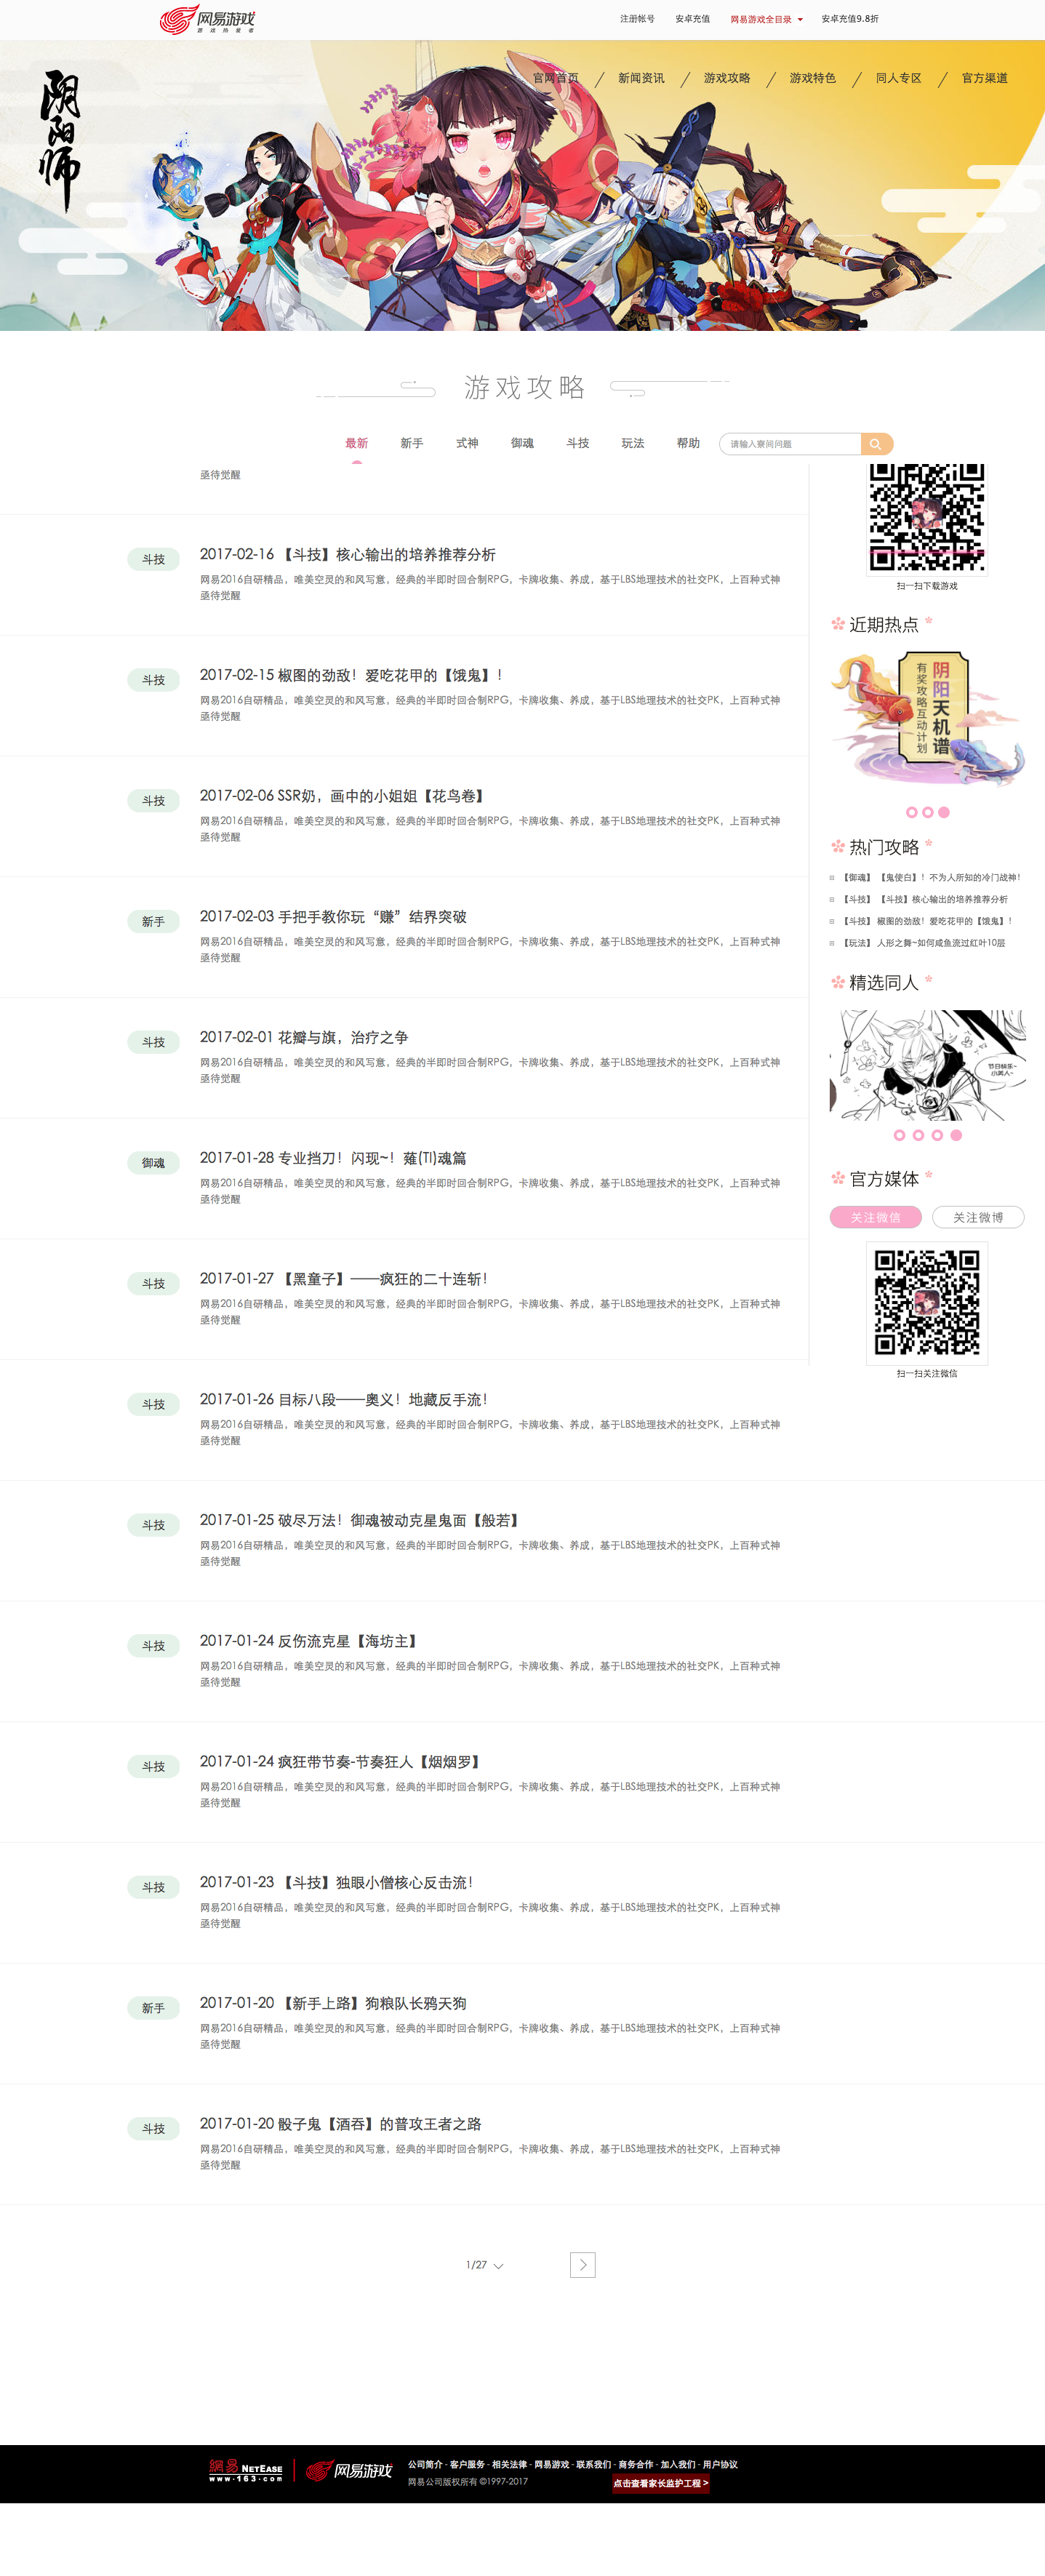 网易游戏
游戏热爱者
注册帐号
安卓充值
网易游戏全目录
安卓充值9.8折
阴阳师
官网首页
新闻资讯
游戏攻略
游戏特色
同人专区
官方渠道
游戏攻略
最新
新手
式神
御魂
斗技
玩法
帮助
请输入寮间问题
亟待觉醒
斗技
2017-02-16 【斗技】核心输出的培养推荐分析
网易2016自研精品，唯美空灵的和风写意，经典的半即时回合制RPG，卡牌收集、养成，基于LBS地理技术的社交PK，上百种式神
亟待觉醒
斗技
2017-02-15 椒图的劲敌！爱吃花甲的【饿鬼】！
网易2016自研精品，唯美空灵的和风写意，经典的半即时回合制RPG，卡牌收集、养成，基于LBS地理技术的社交PK，上百种式神
亟待觉醒
斗技
2017-02-06 SSR奶，画中的小姐姐【花鸟卷】
网易2016自研精品，唯美空灵的和风写意，经典的半即时回合制RPG，卡牌收集、养成，基于LBS地理技术的社交PK，上百种式神
亟待觉醒
新手
2017-02-03 手把手教你玩“赚”结界突破
网易2016自研精品，唯美空灵的和风写意，经典的半即时回合制RPG，卡牌收集、养成，基于LBS地理技术的社交PK，上百种式神
亟待觉醒
斗技
2017-02-01 花瓣与旗，治疗之争
网易2016自研精品，唯美空灵的和风写意，经典的半即时回合制RPG，卡牌收集、养成，基于LBS地理技术的社交PK，上百种式神
亟待觉醒
御魂
2017-01-28 专业挡刀！闪现~！薙(TI)魂篇
网易2016自研精品，唯美空灵的和风写意，经典的半即时回合制RPG，卡牌收集、养成，基于LBS地理技术的社交PK，上百种式神
亟待觉醒
斗技
2017-01-27 【黑童子】——疯狂的二十连斩！
网易2016自研精品，唯美空灵的和风写意，经典的半即时回合制RPG，卡牌收集、养成，基于LBS地理技术的社交PK，上百种式神
亟待觉醒
斗技
2017-01-26 目标八段——奥义！地藏反手流！
网易2016自研精品，唯美空灵的和风写意，经典的半即时回合制RPG，卡牌收集、养成，基于LBS地理技术的社交PK，上百种式神
亟待觉醒
斗技
2017-01-25 破尽万法！御魂被动克星鬼面【般若】
网易2016自研精品，唯美空灵的和风写意，经典的半即时回合制RPG，卡牌收集、养成，基于LBS地理技术的社交PK，上百种式神
亟待觉醒
斗技
2017-01-24 反伤流克星【海坊主】
网易2016自研精品，唯美空灵的和风写意，经典的半即时回合制RPG，卡牌收集、养成，基于LBS地理技术的社交PK，上百种式神
亟待觉醒
斗技
2017-01-24 疯狂带节奏-节奏狂人【烟烟罗】
网易2016自研精品，唯美空灵的和风写意，经典的半即时回合制RPG，卡牌收集、养成，基于LBS地理技术的社交PK，上百种式神
亟待觉醒
斗技
2017-01-23 【斗技】独眼小僧核心反击流！
网易2016自研精品，唯美空灵的和风写意，经典的半即时回合制RPG，卡牌收集、养成，基于LBS地理技术的社交PK，上百种式神
亟待觉醒
新手
2017-01-20 【新手上路】狗粮队长鸦天狗
网易2016自研精品，唯美空灵的和风写意，经典的半即时回合制RPG，卡牌收集、养成，基于LBS地理技术的社交PK，上百种式神
亟待觉醒
斗技
2017-01-20 骰子鬼【酒吞】的普攻王者之路
网易2016自研精品，唯美空灵的和风写意，经典的半即时回合制RPG，卡牌收集、养成，基于LBS地理技术的社交PK，上百种式神
亟待觉醒
1/27
扫一扫下载游戏
近期热点
阴阳天机谱
有奖攻略互动计划
热门攻略
【御魂】 【鬼使白】！不为人所知的冷门战神！
【斗技】 【斗技】核心输出的培养推荐分析
【斗技】 椒图的劲敌！爱吃花甲的【饿鬼】！
【玩法】 人形之舞~如何咸鱼流过红叶10层
精选同人
节日快乐~
小美人~
官方媒体
关注微信
关注微博
扫一扫关注微信
網易 NETEASE
www.163.com
网易游戏
公司简介 - 客户服务 - 相关法律 - 网易游戏 - 联系我们 - 商务合作 - 加入我们 - 用户协议
网易公司版权所有 ©1997-2017
点击查看家长监护工程 >